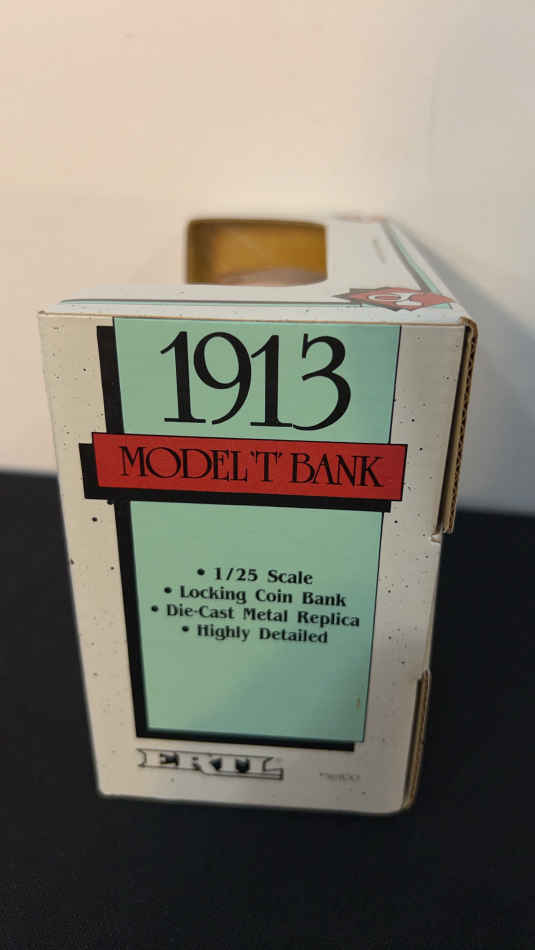 1913
MODEL 'T' BANK
• 1/25 Scale
• Locking Coin Bank
• Die-Cast Metal Replica
• Highly Detailed
ERTL